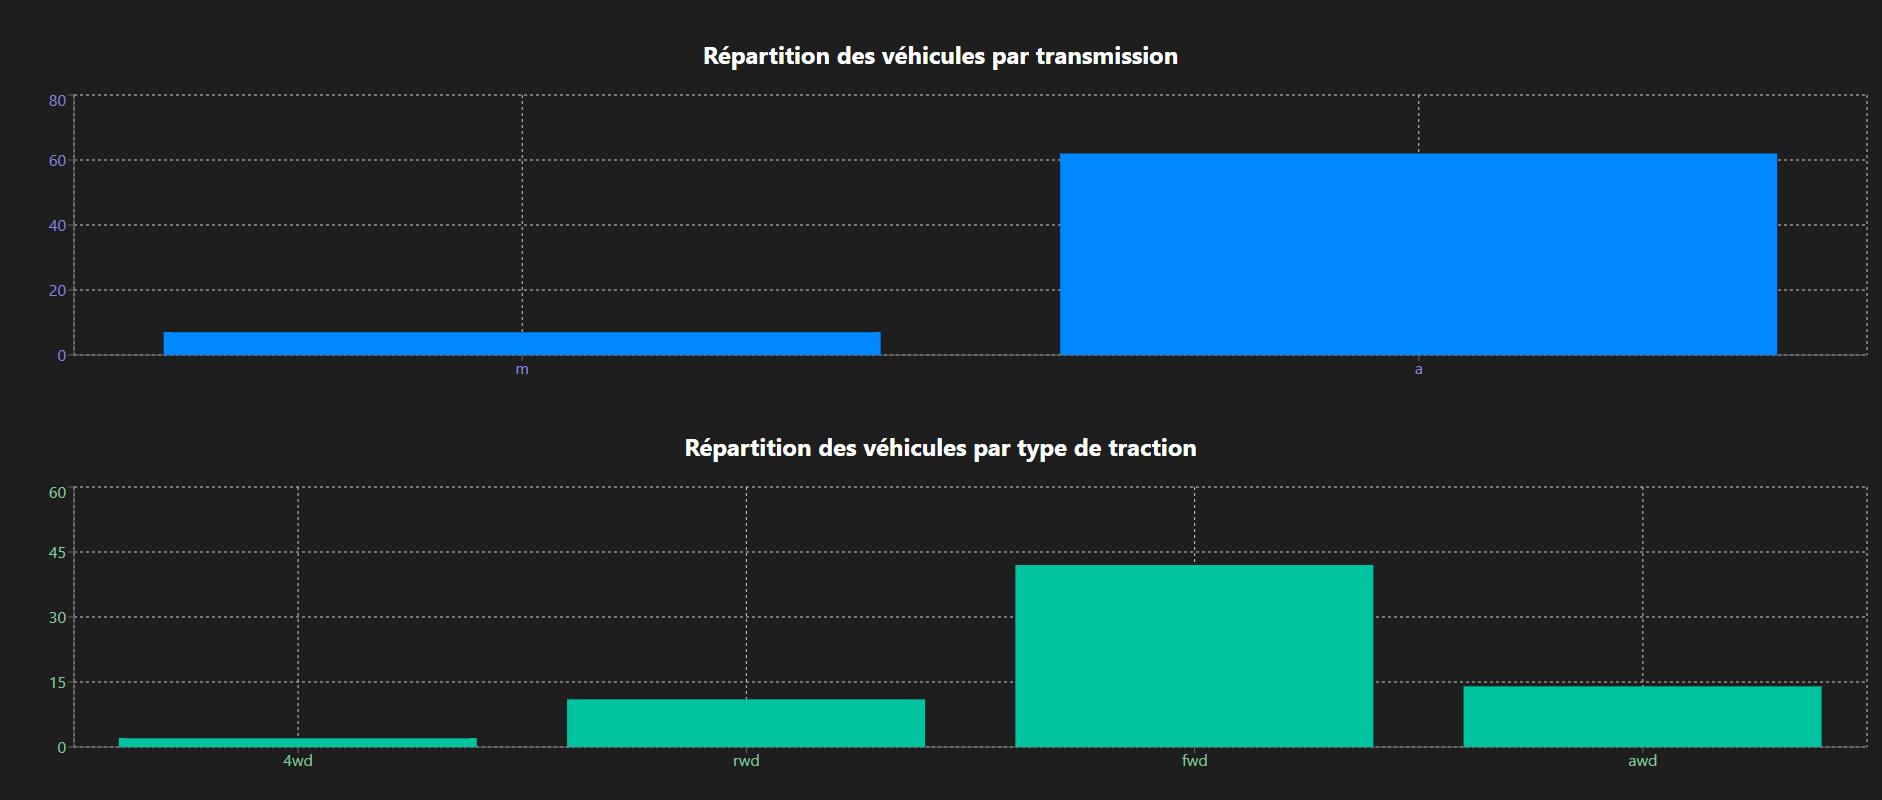 Répartition des véhicules par transmission
80
60
40
20
0
m a
Répartition des véhicules par type de traction
60
45
30
15
0
4wd rwd fwd awd